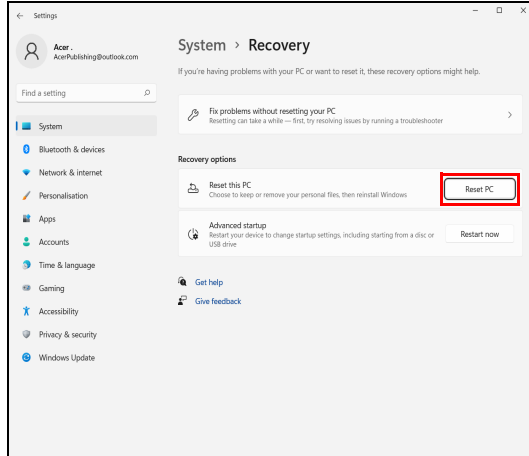 Settings
Acer .
AcerPublishing@outlook.com
Find a setting
System
Bluetooth & devices
Network & internet
Personalisation
Apps
Accounts
Time & language
Gaming
Accessibility
Privacy & security
Windows Update
System > Recovery
If you're having problems with your PC or want to reset it, these recovery options might help.
Fix problems without resetting your PC
Resetting can take a while — first, try resolving issues by running a troubleshooter
Recovery options
Reset this PC
Choose to keep or remove your personal files, then reinstall Windows
Reset PC
Advanced startup
Restart your device to change startup settings, including starting from a disc or
USB drive
Restart now
Get help
Give feedback